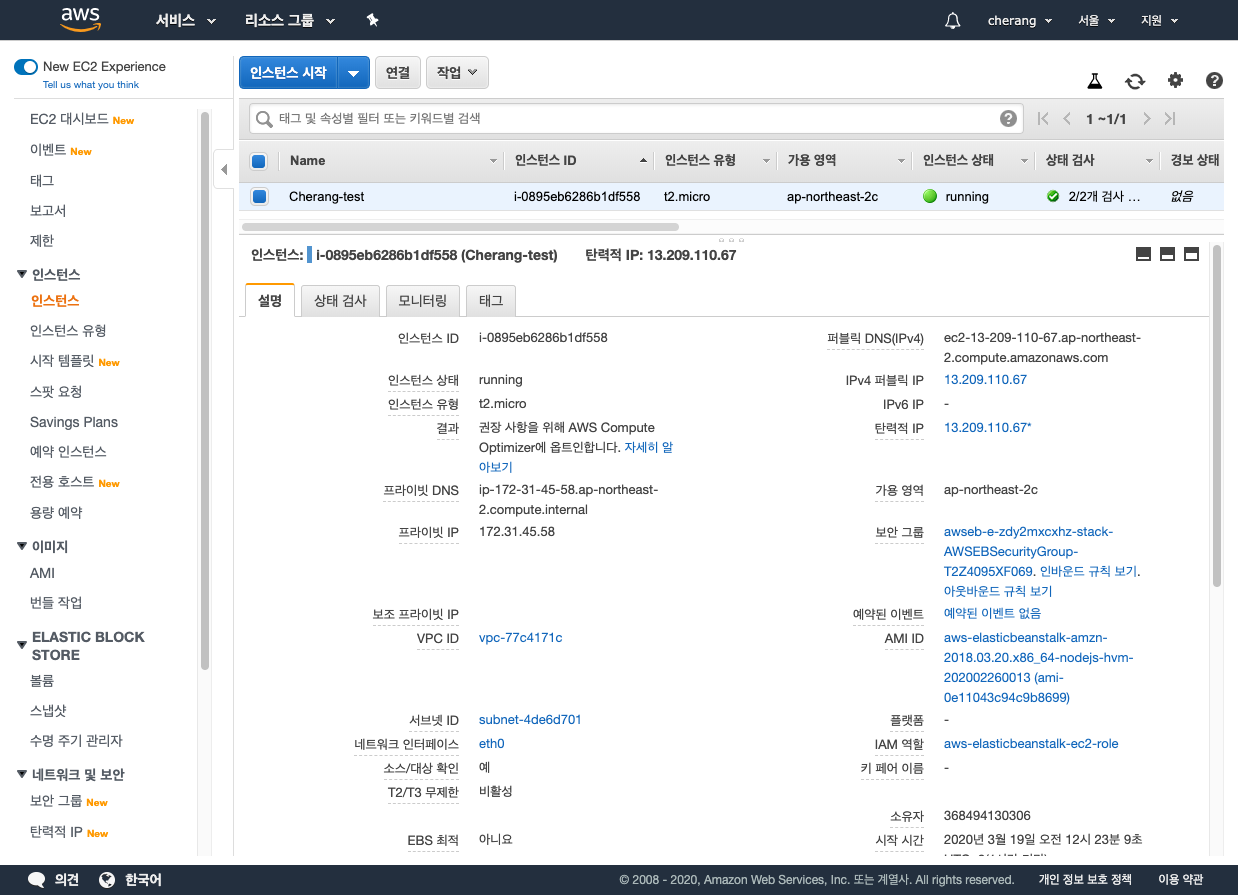 aws 서비스 리소스 그룹 cherang 서울 지원
New EC2 Experience
Tell us what you think
EC2 대시보드 New
이벤트 New
태그
보고서
제한
인스턴스
인스턴스
인스턴스 유형
시작 템플릿 New
스팟 요청
Savings Plans
예약 인스턴스
전용 호스트 New
용량 예약
이미지
AMI
번들 작업
ELASTIC BLOCK
STORE
볼륨
스냅샷
수명 주기 관리자
네트워크 및 보안
보안 그룹 New
탄력적 IP New
인스턴스 시작 연결 작업
태그 및 속성별 필터 또는 키워드별 검색 1 ~1/1
Name 인스턴스 ID 인스턴스 유형 가용 영역 인스턴스 상태 상태 검사 경보 상태
Cherang-test i-0895eb6286b1df558 t2.micro ap-northeast-2c running 2/2개 검사 ... 없음
인스턴스: i-0895eb6286b1df558 (Cherang-test) 탄력적 IP: 13.209.110.67
설명 상태 검사 모니터링 태그
인스턴스 ID i-0895eb6286b1df558
인스턴스 상태 running
인스턴스 유형 t2.micro
결과 권장 사항을 위해 AWS Compute
Optimizer에 옵트인합니다. 자세히 알
아보기
프라이빗 DNS ip-172-31-45-58.ap-northeast-
2.compute.internal
프라이빗 IP 172.31.45.58
보조 프라이빗 IP
VPC ID vpc-77c4171c
서브넷 ID subnet-4de6d701
네트워크 인터페이스 eth0
소스/대상 확인 예
T2/T3 무제한 비활성
EBS 최적 아니요
퍼블릭 DNS(IPv4) ec2-13-209-110-67.ap-northeast-
2.compute.amazonaws.com
IPv4 퍼블릭 IP 13.209.110.67
IPv6 IP -
탄력적 IP 13.209.110.67*
가용 영역 ap-northeast-2c
보안 그룹 awseb-e-zdy2mxcxhz-stack-
AWSEBSecurityGroup-
T2Z4095XF069. 인바운드 규칙 보기.
아웃바운드 규칙 보기
예약된 이벤트 예약된 이벤트 없음
AMI ID aws-elasticbeanstalk-amzn-
2018.03.20.x86_64-nodejs-hvm-
202002260013 (ami-
0e11043c94c9b8699)
플랫폼 -
IAM 역할 aws-elasticbeanstalk-ec2-role
키 페어 이름 -
소유자 368494130306
시작 시간 2020년 3월 19일 오전 12시 23분 9초
의견 한국어 © 2008 - 2020, Amazon Web Services, Inc. 또는 계열사. All rights reserved. 개인 정보 보호 정책 이용 약관